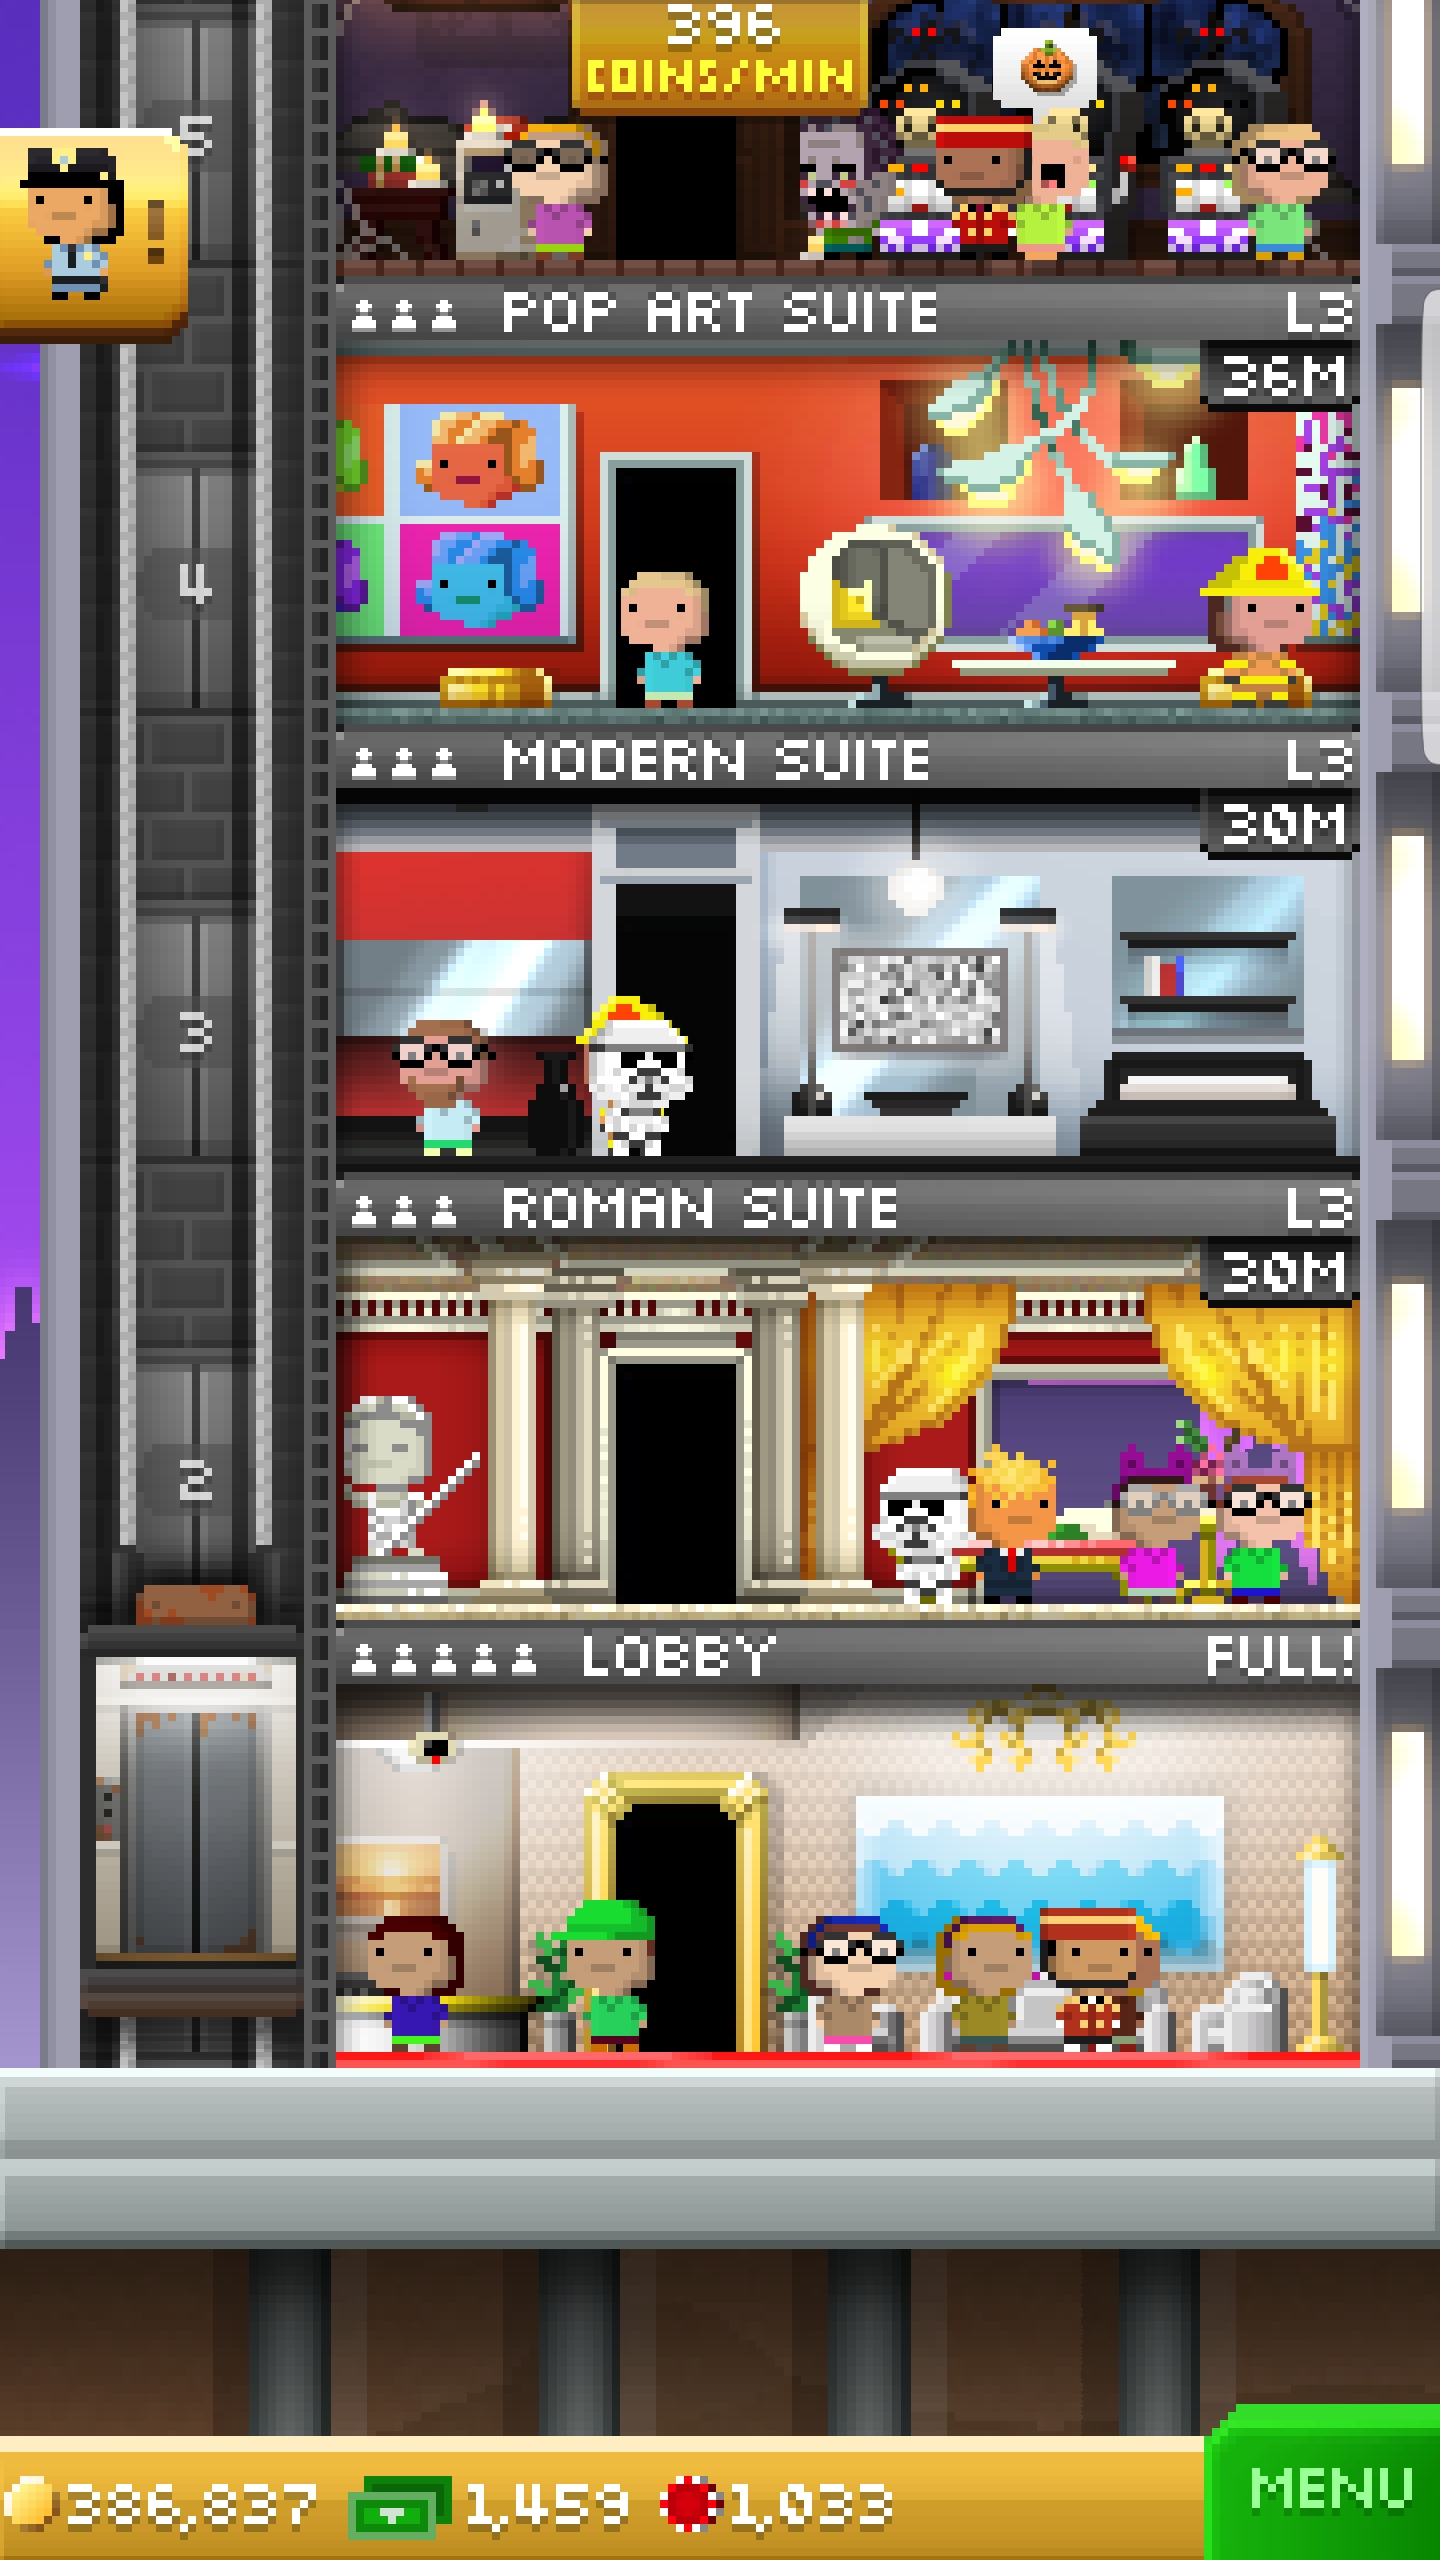 396
COINS/MIN
!
5
POP ART SUITE L3
36M
4
MODERN SUITE L3
30M
3
ROMAN SUITE L3
30M
2
LOBBY FULL!
386,837 1,459 1,033 MENU